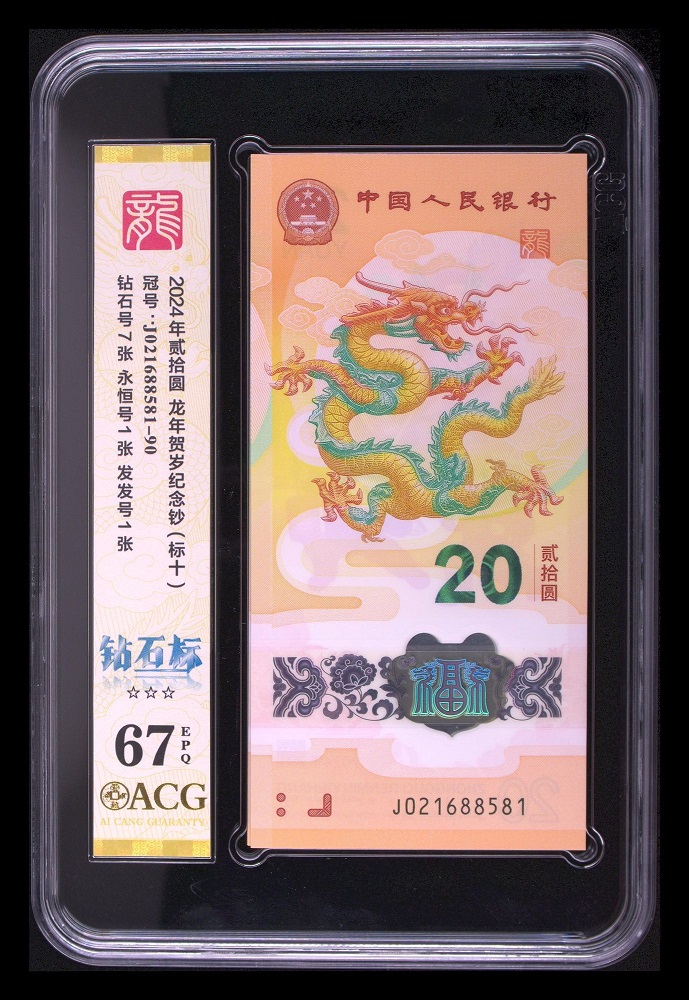 龍
2024年贰拾圆 龙年贺岁纪念钞(标十)
冠号·J021688581-90
钻石号7张 永恒号1张 发发号1张
钻石标
☆☆☆
67 EPQ
ACG
AI CANG GUARANTY
中国人民银行
龍
20
贰拾圆
福
J021688581